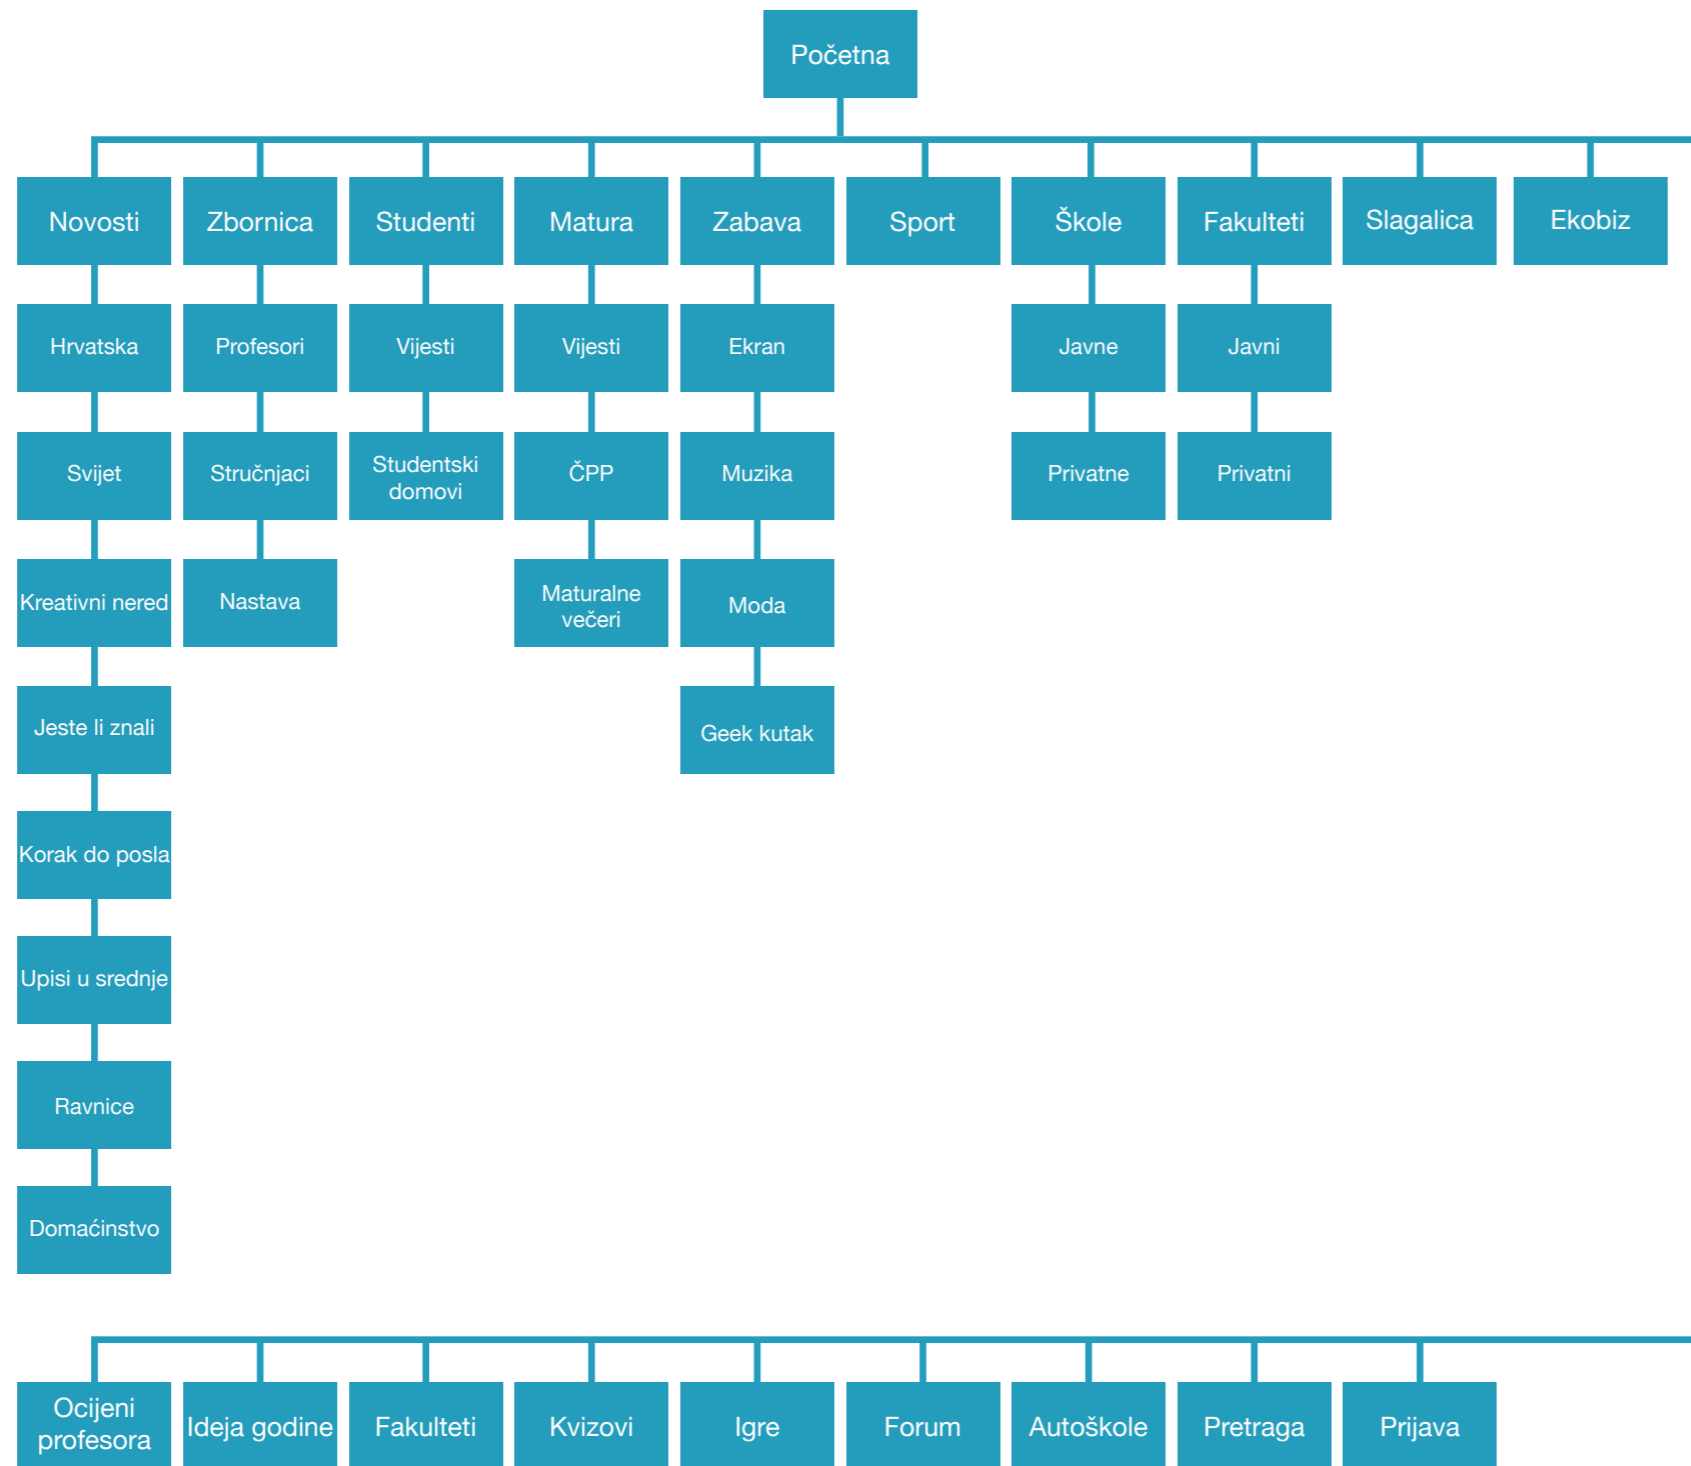 Početna
Novosti
Zbornica
Studenti
Matura
Zabava
Sport
Škole
Fakulteti
Slagalica
Ekobiz
Hrvatska
Profesori
Vijesti
Vijesti
Ekran
Javne
Javni
Svijet
Stručnjaci
Studentski
domovi
ČPP
Muzika
Privatne
Privatni
Kreativni nered
Nastava
Maturalne
večeri
Moda
Jeste li znali
Geek kutak
Korak do posla
Upisi u srednje
Ravnice
Domaćinstvo
Ocijeni
profesora
Ideja godine
Fakulteti
Kvizovi
Igre
Forum
Autoškole
Pretraga
Prijava